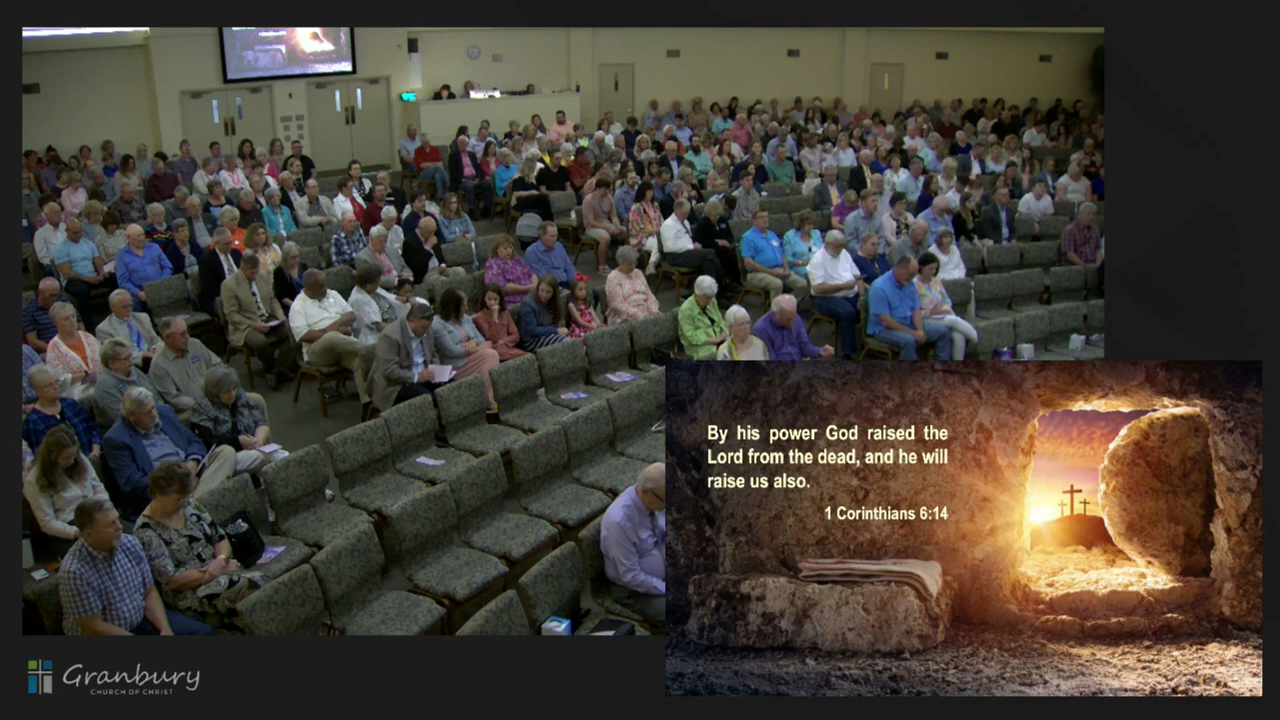 By his power God raised the
Lord from the dead, and he will
raise us also.
1 Corinthians 6:14
Granbury
CHURCH OF CHRIST